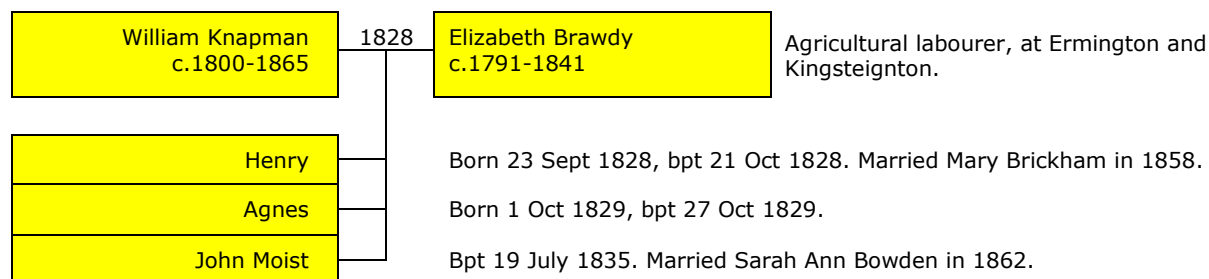 William Knapman
c.1800-1865
1828
Elizabeth Brawdy
c.1791-1841
Agricultural labourer, at Ermington and
Kingsteignton.
Henry
Born 23 Sept 1828, bpt 21 Oct 1828. Married Mary Brickham in 1858.
Agnes
Born 1 Oct 1829, bpt 27 Oct 1829.
John Moist
Bpt 19 July 1835. Married Sarah Ann Bowden in 1862.